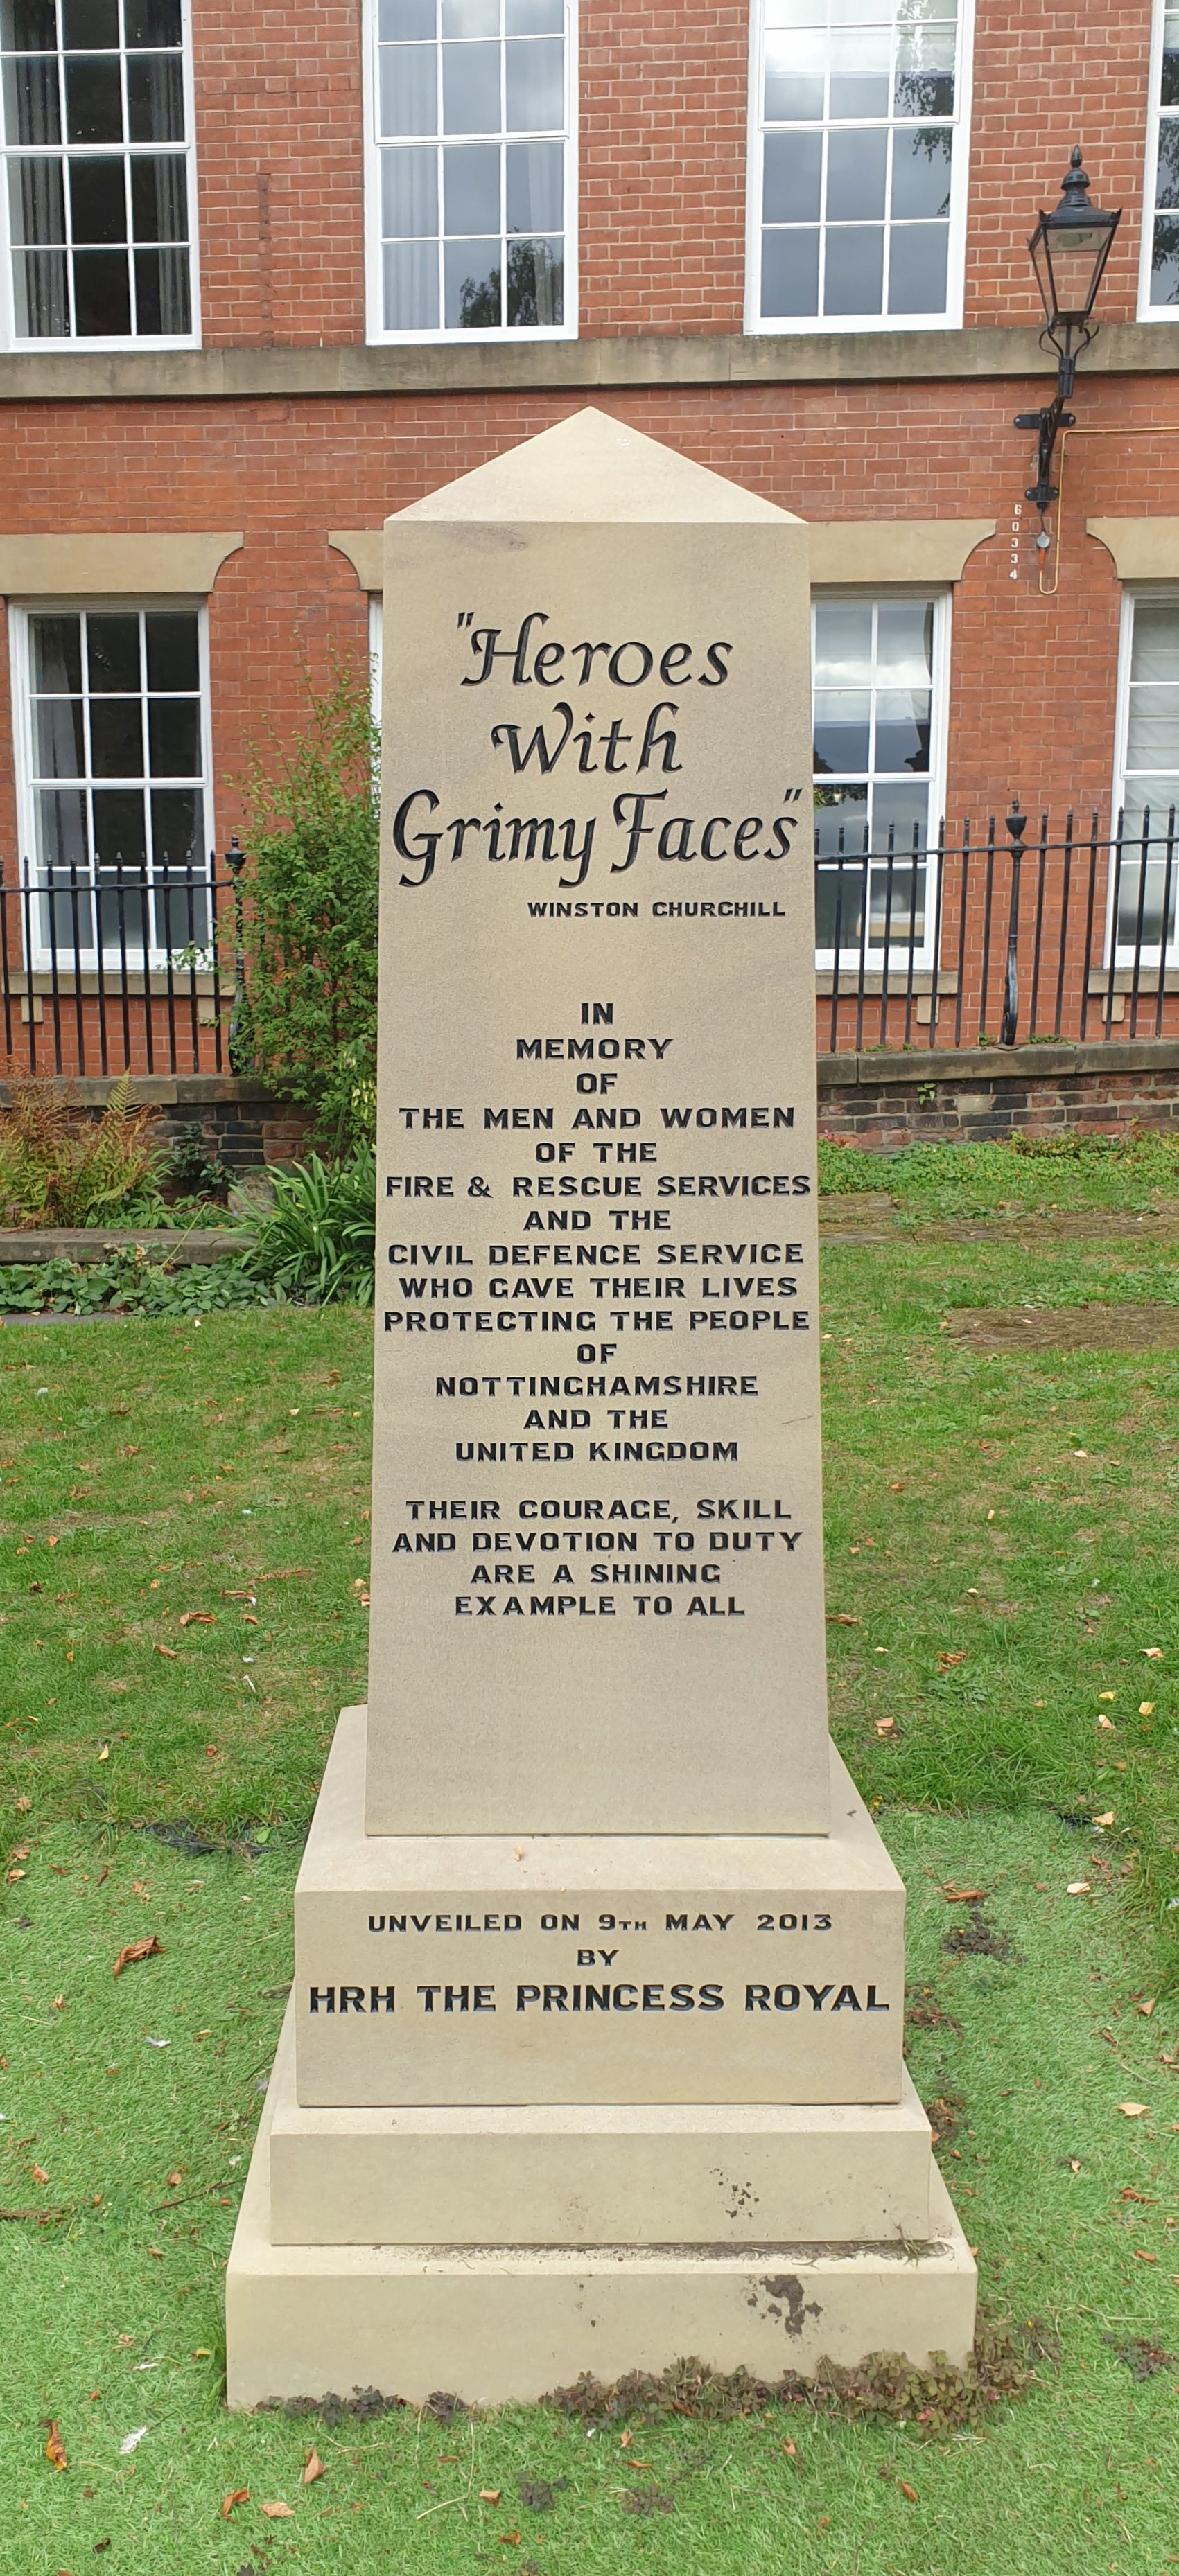 "Heroes
With
Grimy Faces"
WINSTON CHURCHILL
IN
MEMORY
OF
THE MEN AND WOMEN
OF THE
FIRE & RESCUE SERVICES
AND THE
CIVIL DEFENCE SERVICE
WHO GAVE THEIR LIVES
PROTECTING THE PEOPLE
OF
NOTTINGHAMSHIRE
AND THE
UNITED KINGDOM
THEIR COURAGE, SKILL
AND DEVOTION TO DUTY
ARE A SHINING
EXAMPLE TO ALL
UNVEILED ON 9TH MAY 2013
BY
HRH THE PRINCESS ROYAL
60334